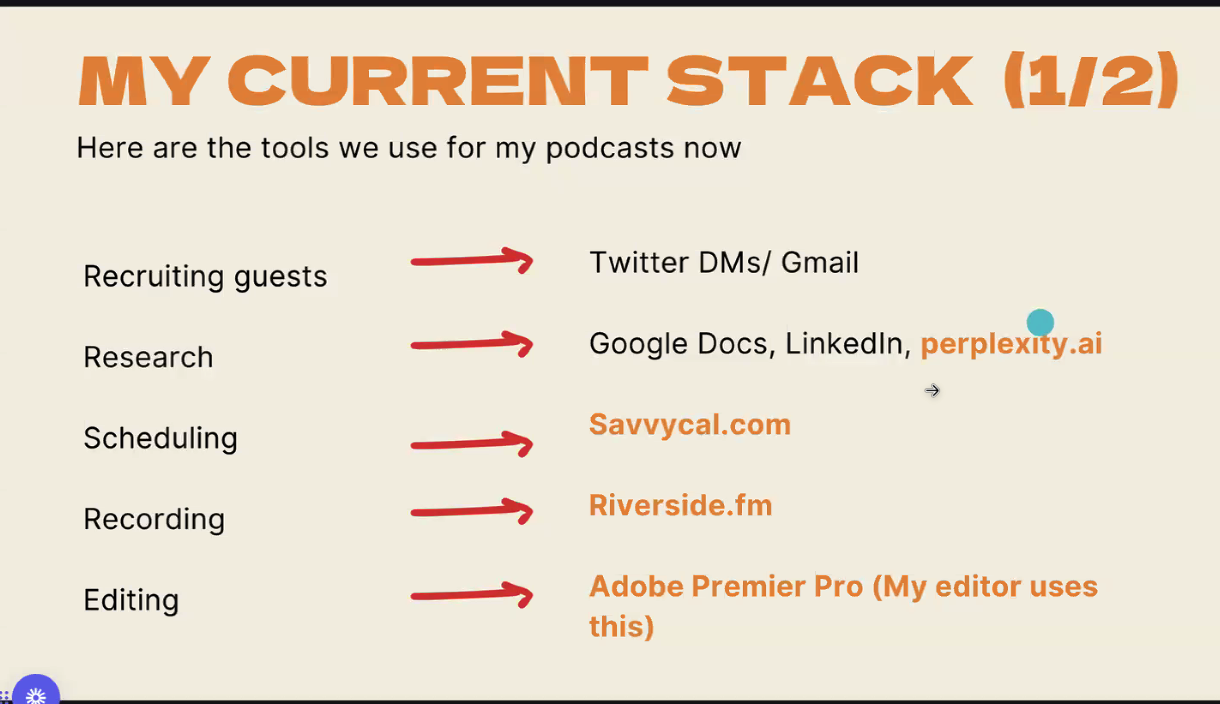 MY CURRENT STACK (1/2)
Here are the tools we use for my podcasts now
Recruiting guests
Twitter DMs/ Gmail
Research
Google Docs, LinkedIn, perplexity.ai
Scheduling
Savvycal.com
Recording
Riverside.fm
Editing
Adobe Premier Pro (My editor uses
this)